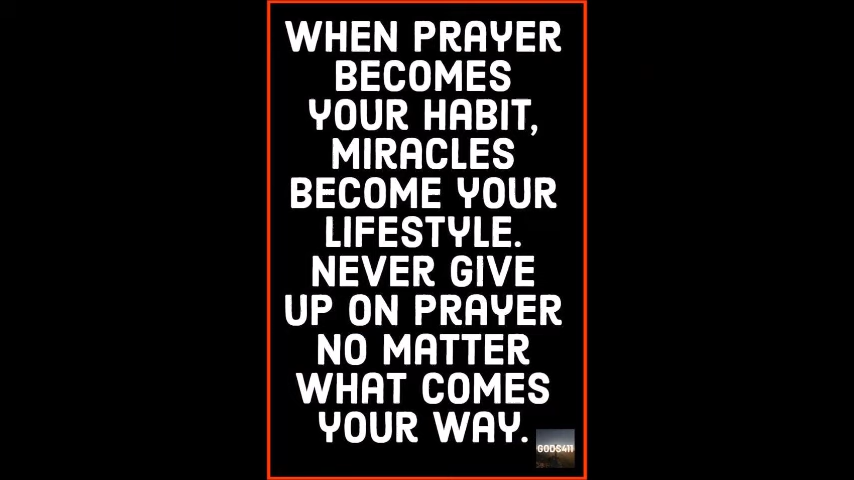 WHEN PRAYER
BECOMES
YOUR HABIT,
MIRACLES
BECOME YOUR
LIFESTYLE.
NEVER GIVE
UP ON PRAYER
NO MATTER
WHAT COMES
YOUR WAY.
GODS411